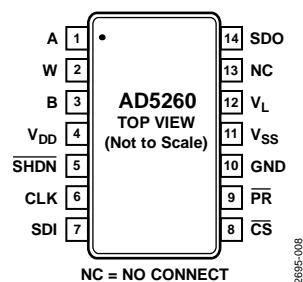 A 1 14 SDO
W 2 13 NC
B 3 AD5260 12 VL
VDD 4 TOP VIEW 11 VSS
SHDN 5 (Not to Scale) 10 GND
CLK 6 9 PR
SDI 7 8 CS
NC = NO CONNECT
2695-008